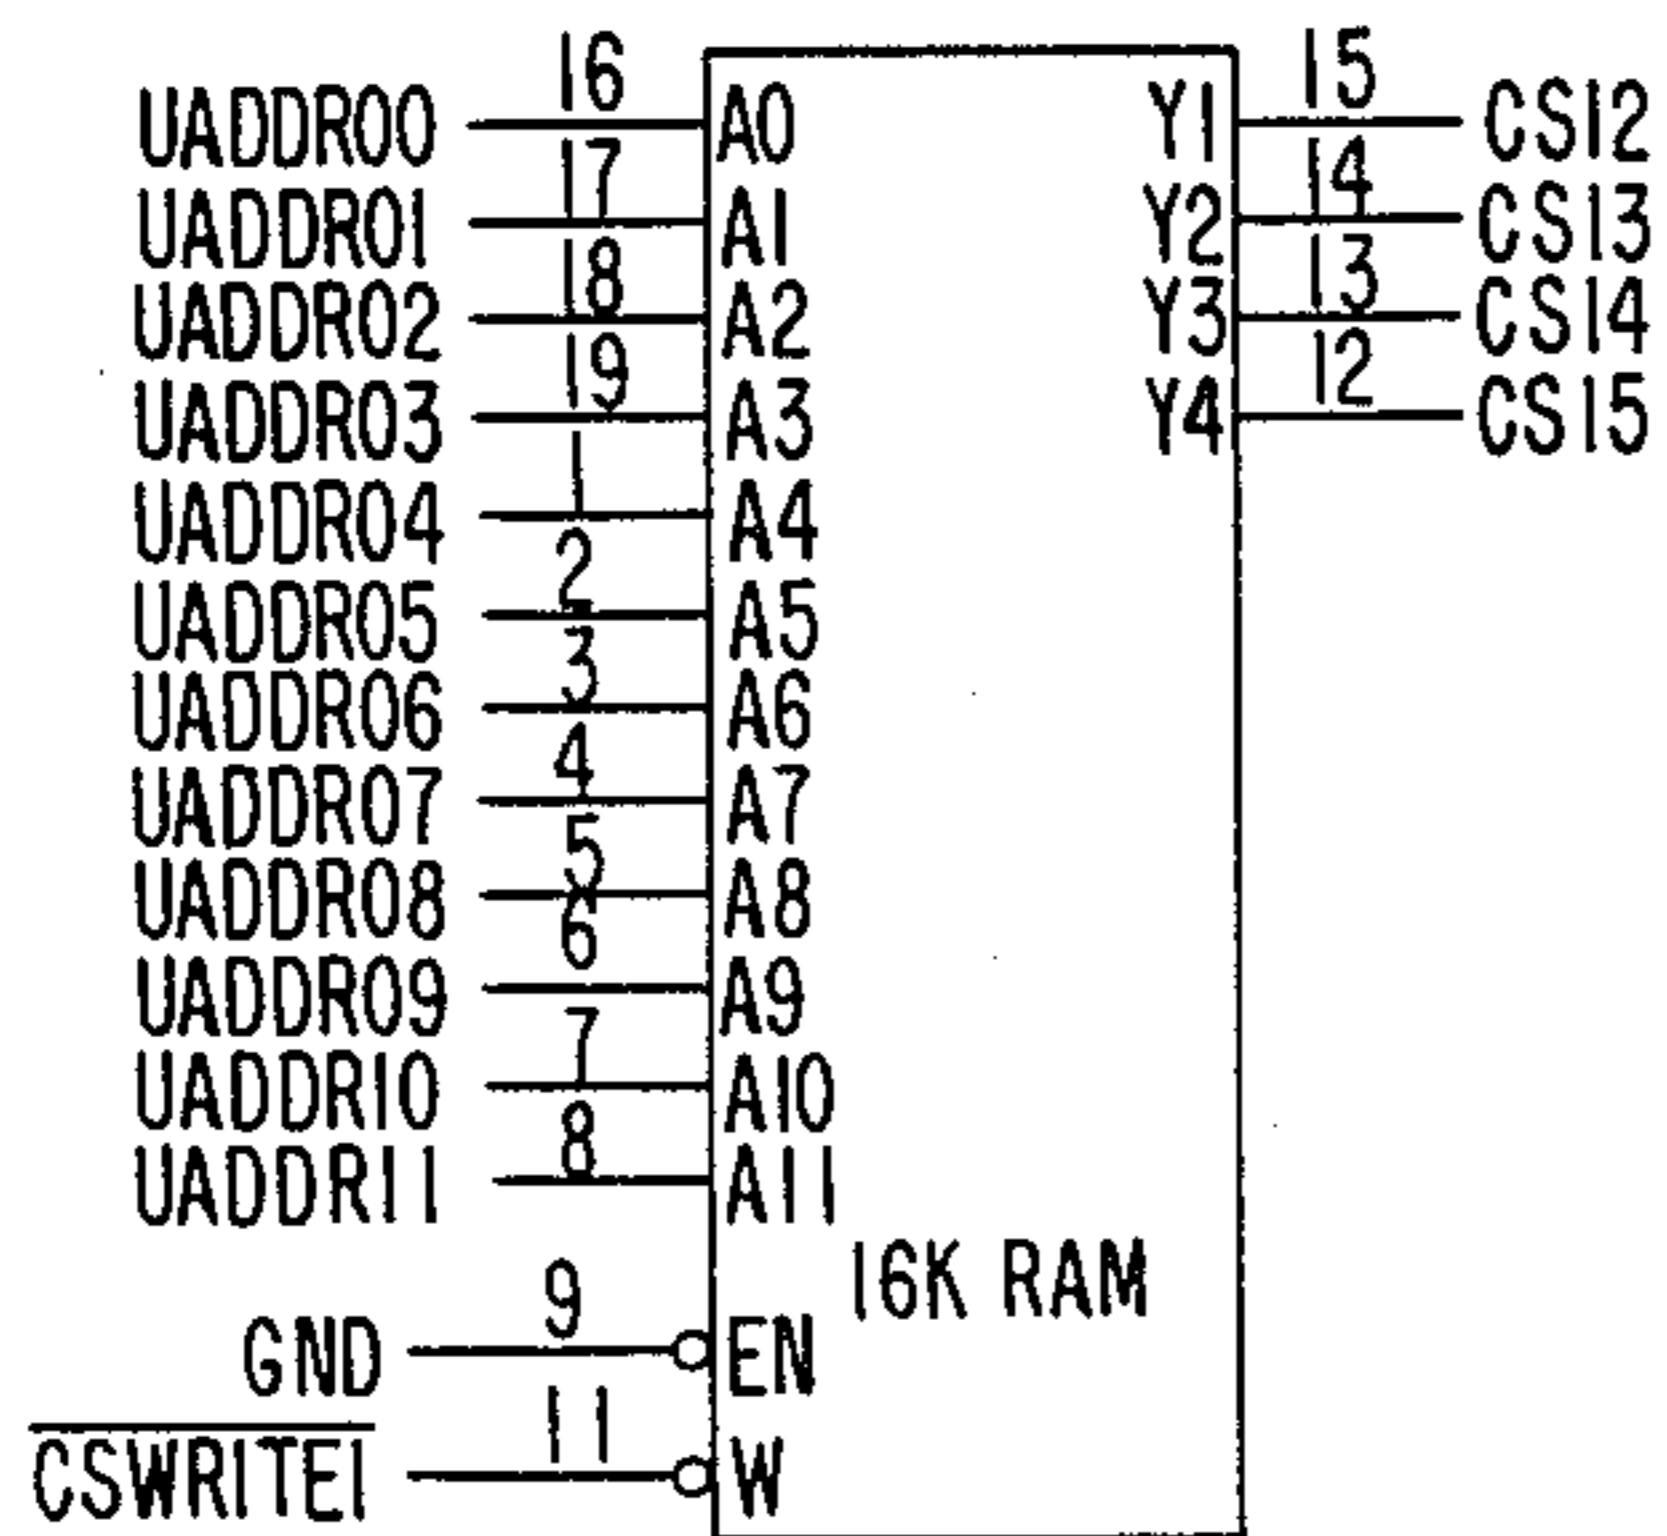 16 15
UADDR00 A0 Y1 CS12
17 14
UADDR01 A1 Y2 CS13
18 13
UADDR02 A2 Y3 CS14
19 12
UADDR03 A3 Y4 CS15
1
UADDR04 A4
2
UADDR05 A5
3
UADDR06 A6
4
UADDR07 A7
5
UADDR08 A8
6
UADDR09 A9
7
UADDR10 A10
8
UADDR11 A11
16K RAM
9
GND EN
11
CSWRITE1 W